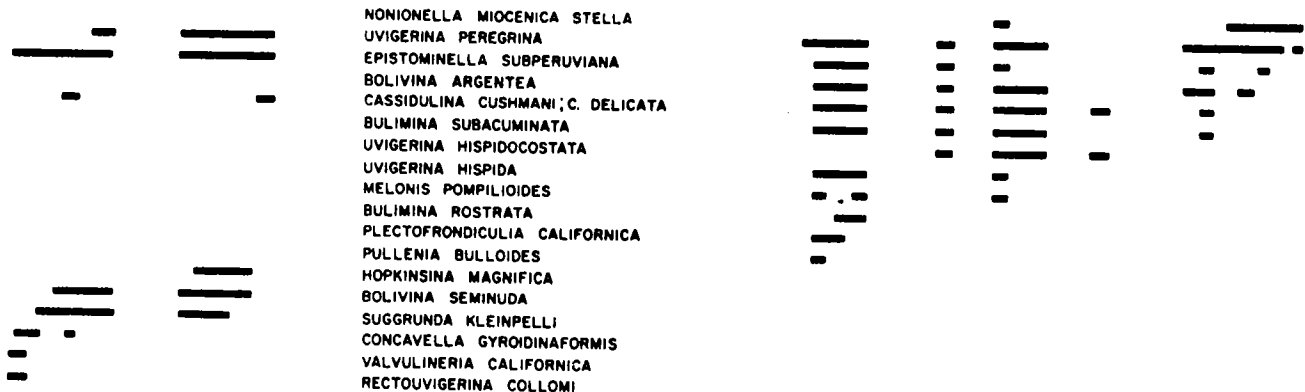 NONIONELLA MIOCENICA STELLA
UVIGERINA PEREGRINA
EPISTOMINELLA SUBPERUVIANA
BOLIVINA ARGENTEA
CASSIDULINA CUSHMANI; C. DELICATA
BULIMINA SUBACUMINATA
UVIGERINA HISPIDOCOSTATA
UVIGERINA HISPIDA
MELONIS POMPILIOIDES
BULIMINA ROSTRATA
PLECTOFRONDICULIA CALIFORNICA
PULLENIA BULLOIDES
HOPKINSINA MAGNIFICA
BOLIVINA SEMINUDA
SUGGRUNDA KLEINPELLI
CONCAVELLA GYROIDINAFORMIS
VALVULINERIA CALIFORNICA
RECTOUVIGERINA COLLOMI